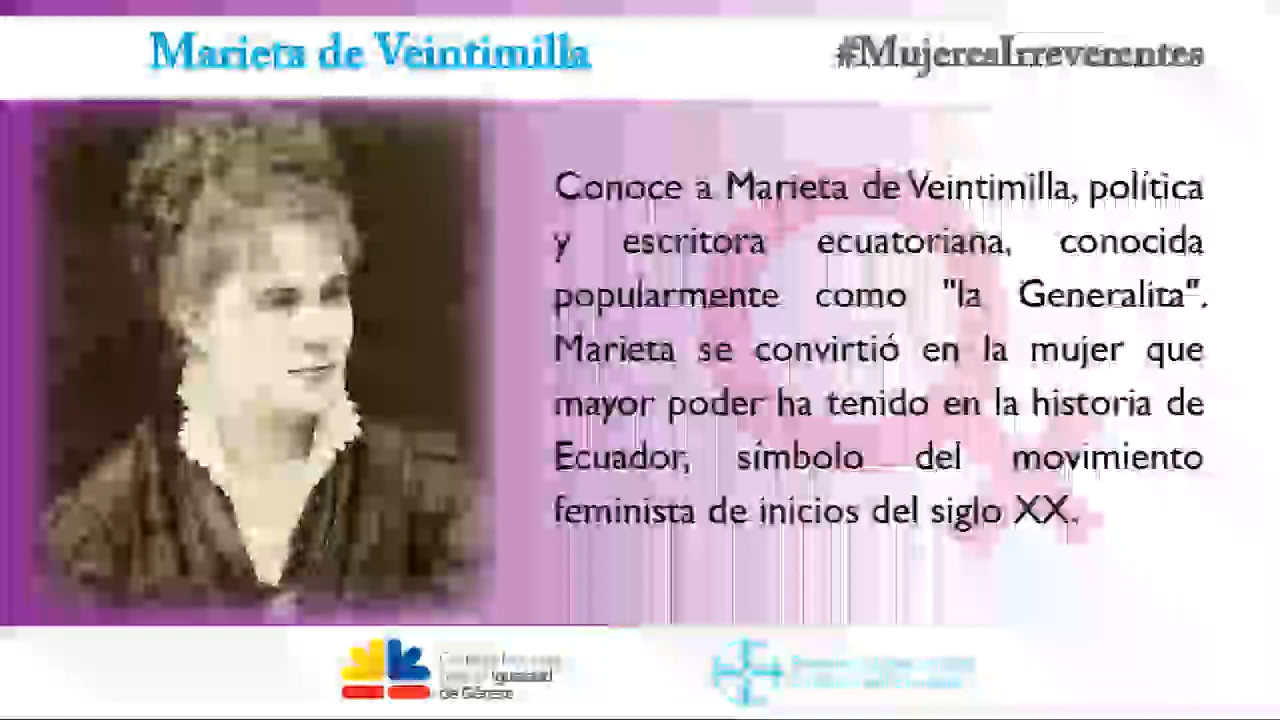 Marieta de Veintimilla
#MujeresIrreverentes
Conoce a Marieta de Veintimilla, política
y escritora ecuatoriana, conocida
popularmente como "la Generalita".
Marieta se convirtió en la mujer que
mayor poder ha tenido en la historia de
Ecuador, símbolo del movimiento
feminista de inicios del siglo XX.
Igualdad
de Género